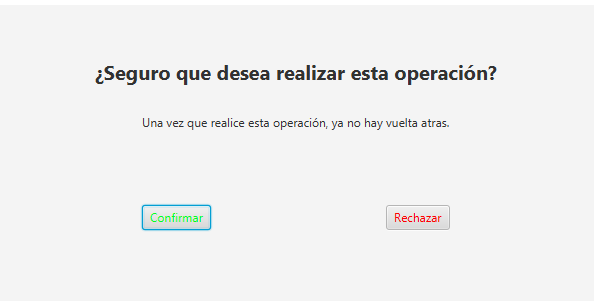 ¿Seguro que desea realizar esta operación?
Una vez que realice esta operación, ya no hay vuelta atras.
Confirmar
Rechazar